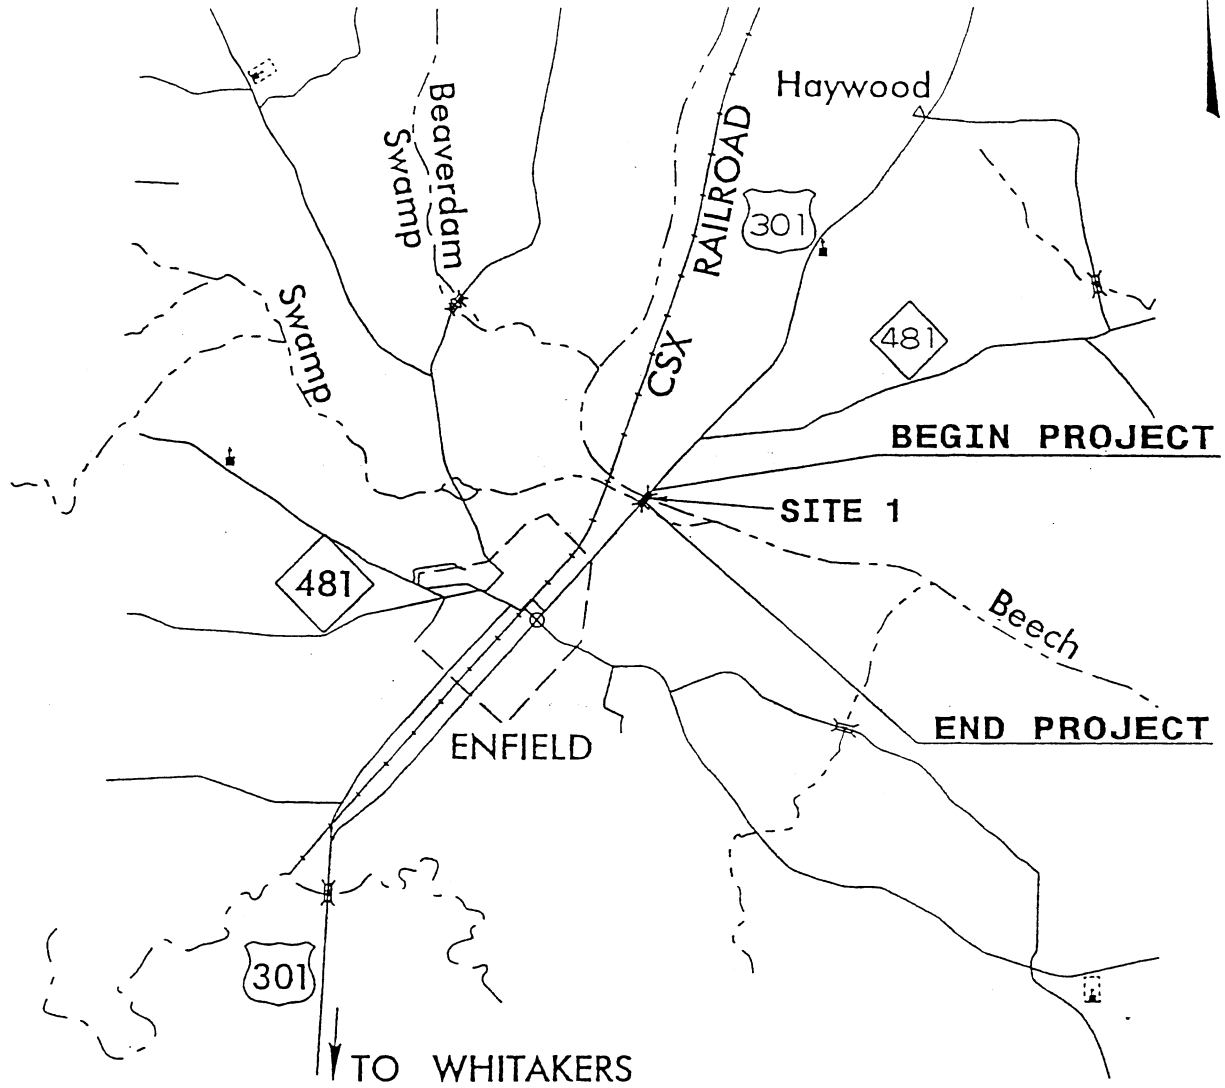 Haywood
Beaverdam
Swamp
CSX RAILROAD
301
Swamp
481
BEGIN PROJECT
SITE 1
481
Beech
END PROJECT
ENFIELD
301
TO WHITAKERS